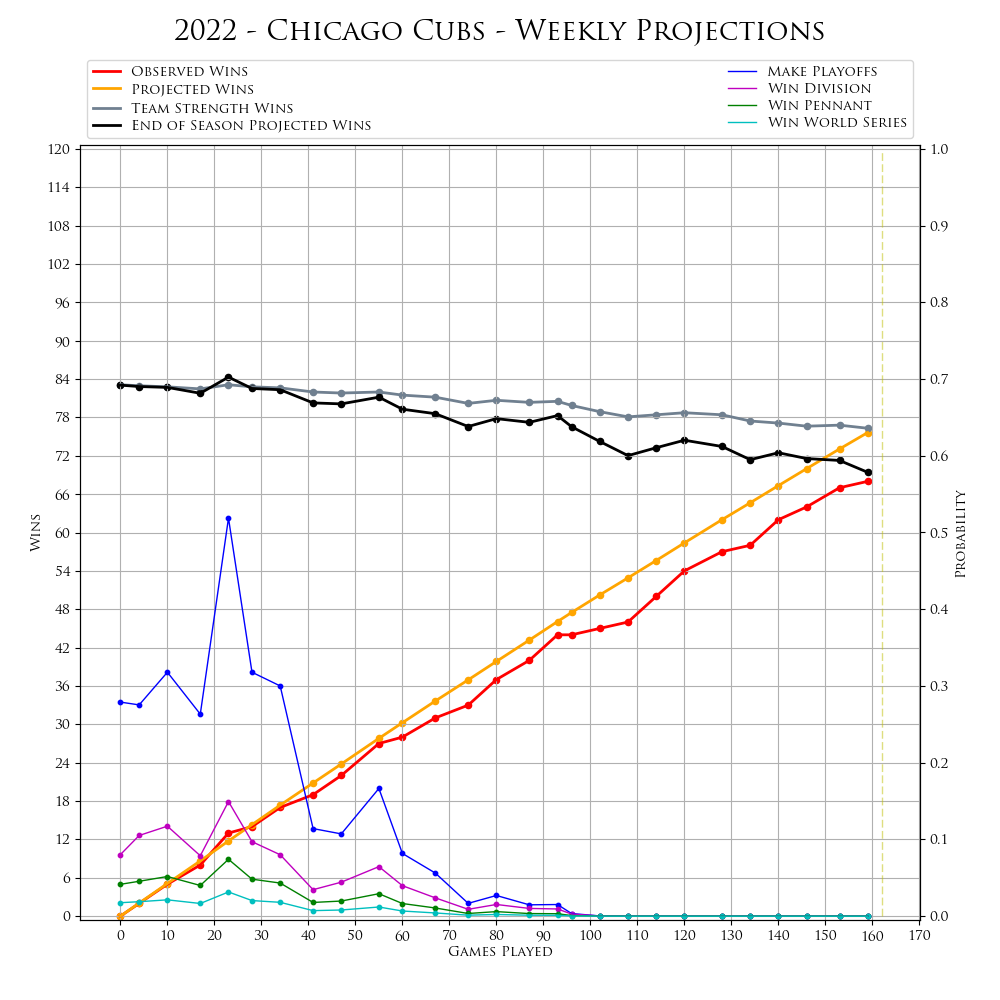 2022 - Chicago Cubs - Weekly Projections
Observed Wins
Projected Wins
Team Strength Wins
End of Season Projected Wins
Make Playoffs
Win Division
Win Pennant
Win World Series
120
114
108
102
96
90
84
78
72
66
60
54
48
42
36
30
24
18
12
6
0
Wins
1.0
0.9
0.8
0.7
0.6
0.5
0.4
0.3
0.2
0.1
0.0
Probability
0 10 20 30 40 50 60 70 80 90 100 110 120 130 140 150 160 170
Games Played